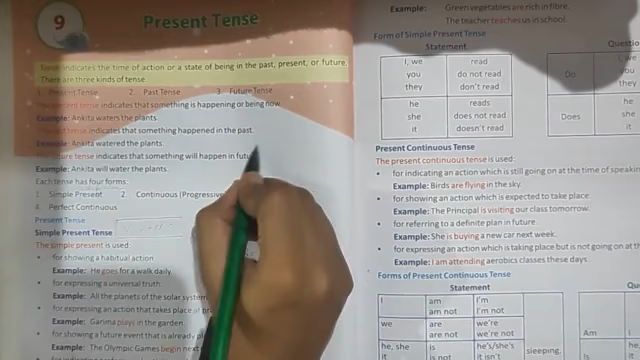 9
Present Tense
Tense indicates the time of action or a state of being in the past, present, or future.
There are three kinds of tense.
1. Present Tense 2. Past Tense 3. Future Tense
The present tense indicates that something is happening or being now.
Example: Ankita waters the plants.
The past tense indicates that something happened in the past.
Example: Ankita watered the plants.
The future tense indicates that something will happen in futu
Example: Ankita will water the plants.
Each tense has four forms:
1. Simple Present 2. Continuous (Progressive
4. Perfect Continuous
Present Tense
Simple Present Tense
The simple present is used:
• for showing a habitual action
Example: He goes for a walk daily
• for expressing a universal truth
Example: All the planets of the solar system
• for expressing an action that takes place at
Example: Garima plays in the garden.
• for showing a future event that is already pl
Example: The Olympic Games begin next
Example: Green vegetables are rich in fibre.
The teacher teaches us in school.
Form of Simple Present Tense
Statement
Questio
I, we read
you do not read
they don't read
he reads
she does not read
it doesn't read
Do
I, we
you
they
Does
he
she
it
Present Continuous Tense
The present continuous tense is used:
• for indicating an action which is still going on at the time of speakin
Example: Birds are flying in the sky.
• for showing an action which is expected to take place.
Example: The Principal is visiting our class tomorrow.
• for referring to a definite plan in future.
Example: She is buying a new car next week.
• for expressing an action which is taking place but is not going on at th
Example: I am attending aerobics classes these days.
Forms of Present Continuous Tense
Statement
Qu
I am I'm
am not I'm not
we are we're
are not we're not
he, she is he's/she's
it is not it isn't
sleeping.
Am I
Is he,